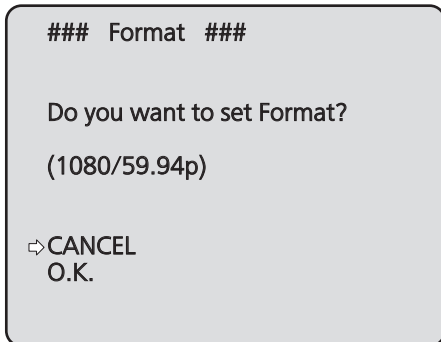 ### Format ###
Do you want to set Format?
(1080/59.94p)
⇨CANCEL
O.K.